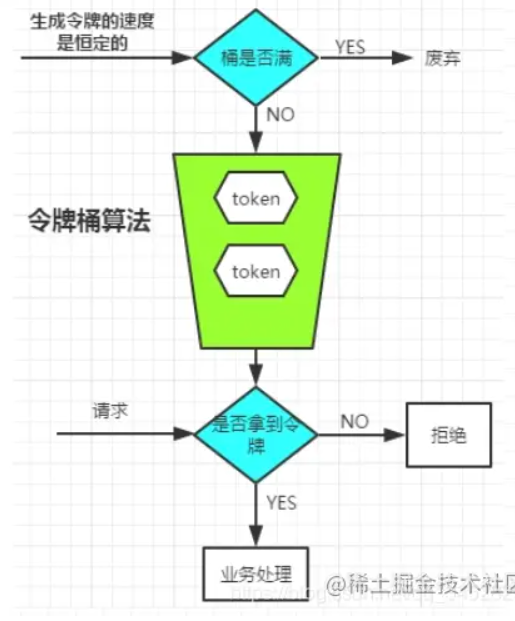 生成令牌的速度
是恒定的
桶是否满
YES
废弃
NO
token
令牌桶算法
token
请求
是否拿到令
牌
NO
拒绝
YES
业务处理
@稀土掘金技术社区